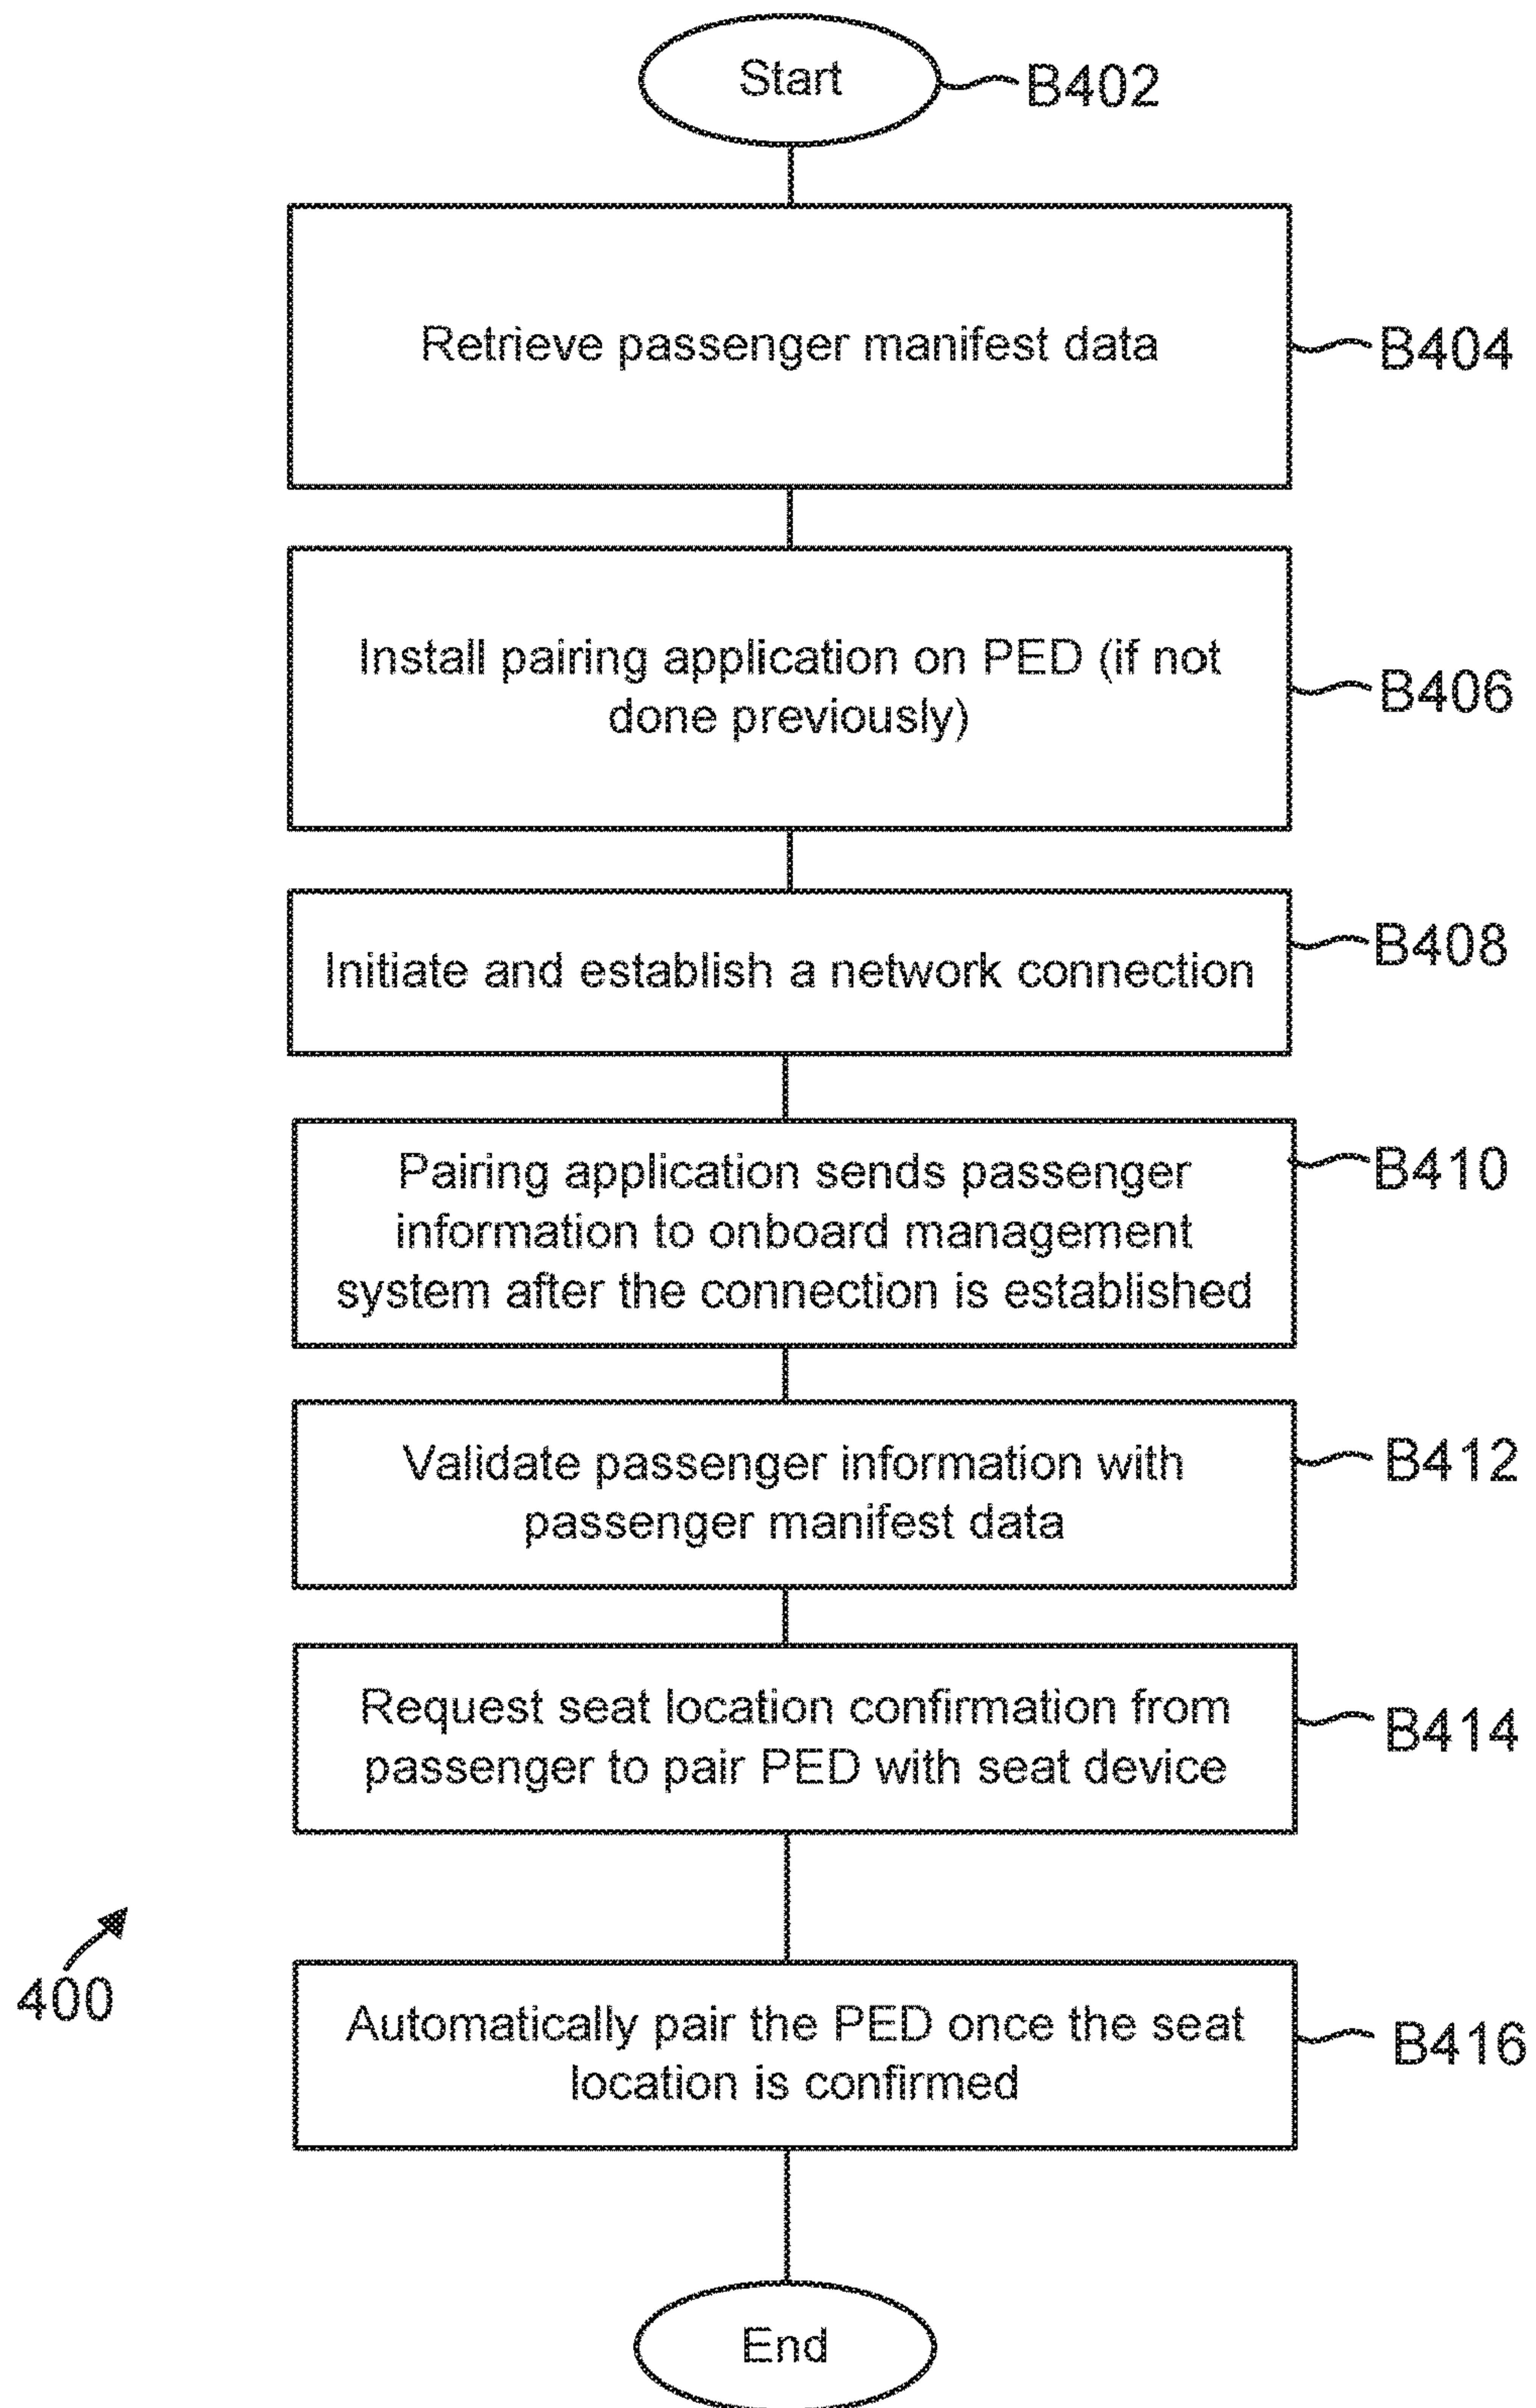 Start
B402
Retrieve passenger manifest data
B404
Install pairing application on PED (if not
done previously)
B406
Initiate and establish a network connection
B408
Pairing application sends passenger
information to onboard management
system after the connection is established
B410
Validate passenger information with
passenger manifest data
B412
Request seat location confirmation from
passenger to pair PED with seat device
B414
400
Automatically pair the PED once the seat
location is confirmed
B416
End